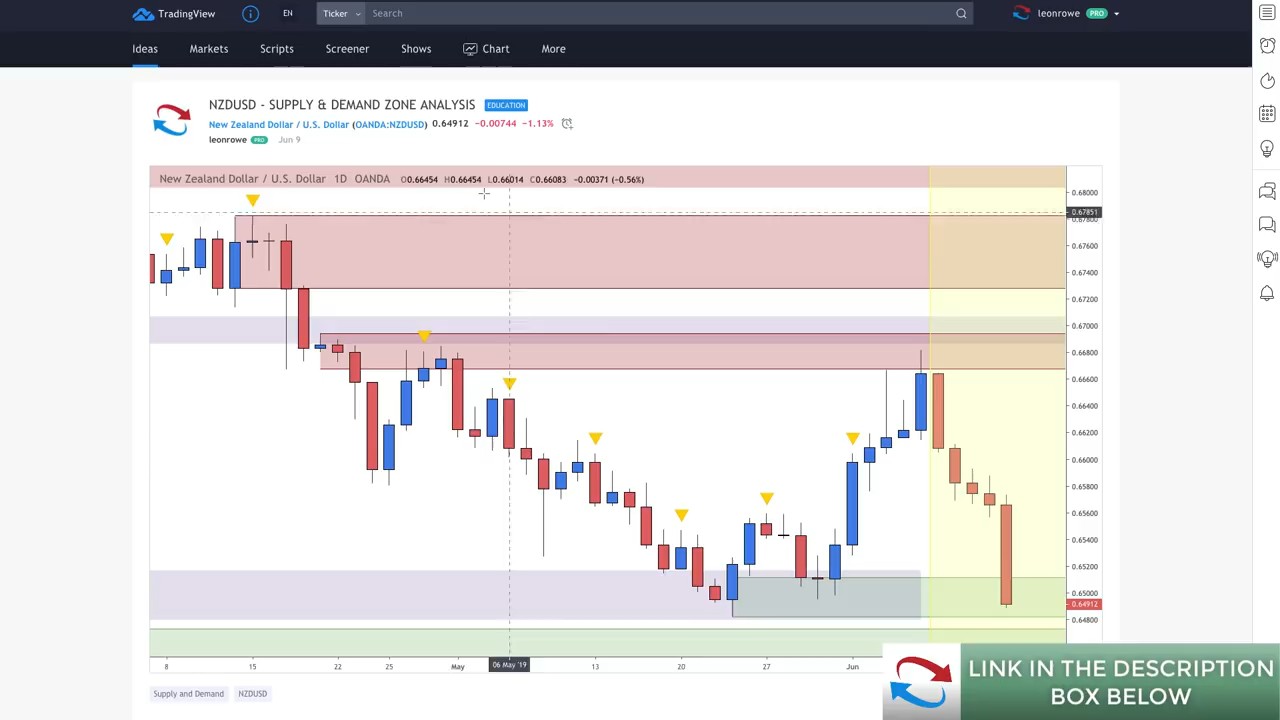 TradingView
i
EN
Ticker
Search
leonrowe PRO
Ideas Markets Scripts Screener Shows Chart More
NZDUSD - SUPPLY & DEMAND ZONE ANALYSIS EDUCATION
New Zealand Dollar / U.S. Dollar (OANDA:NZDUSD) 0.64912 −0.00744 −1.13%
leonrowe PRO Jun 9
New Zealand Dollar / U.S. Dollar 1D OANDA O0.66454 H0.66454 L0.66014 C0.66083 −0.00371 (−0.56%)
0.68000
0.67851
0.67800
0.67600
0.67400
0.67200
0.67000
0.66800
0.66600
0.66400
0.66200
0.66000
0.65800
0.65600
0.65400
0.65200
0.65000
0.64912
0.64800
8 15 22 25 May 06 May '19 13 20 27 Jun
Supply and Demand NZDUSD
LINK IN THE DESCRIPTION
BOX BELOW